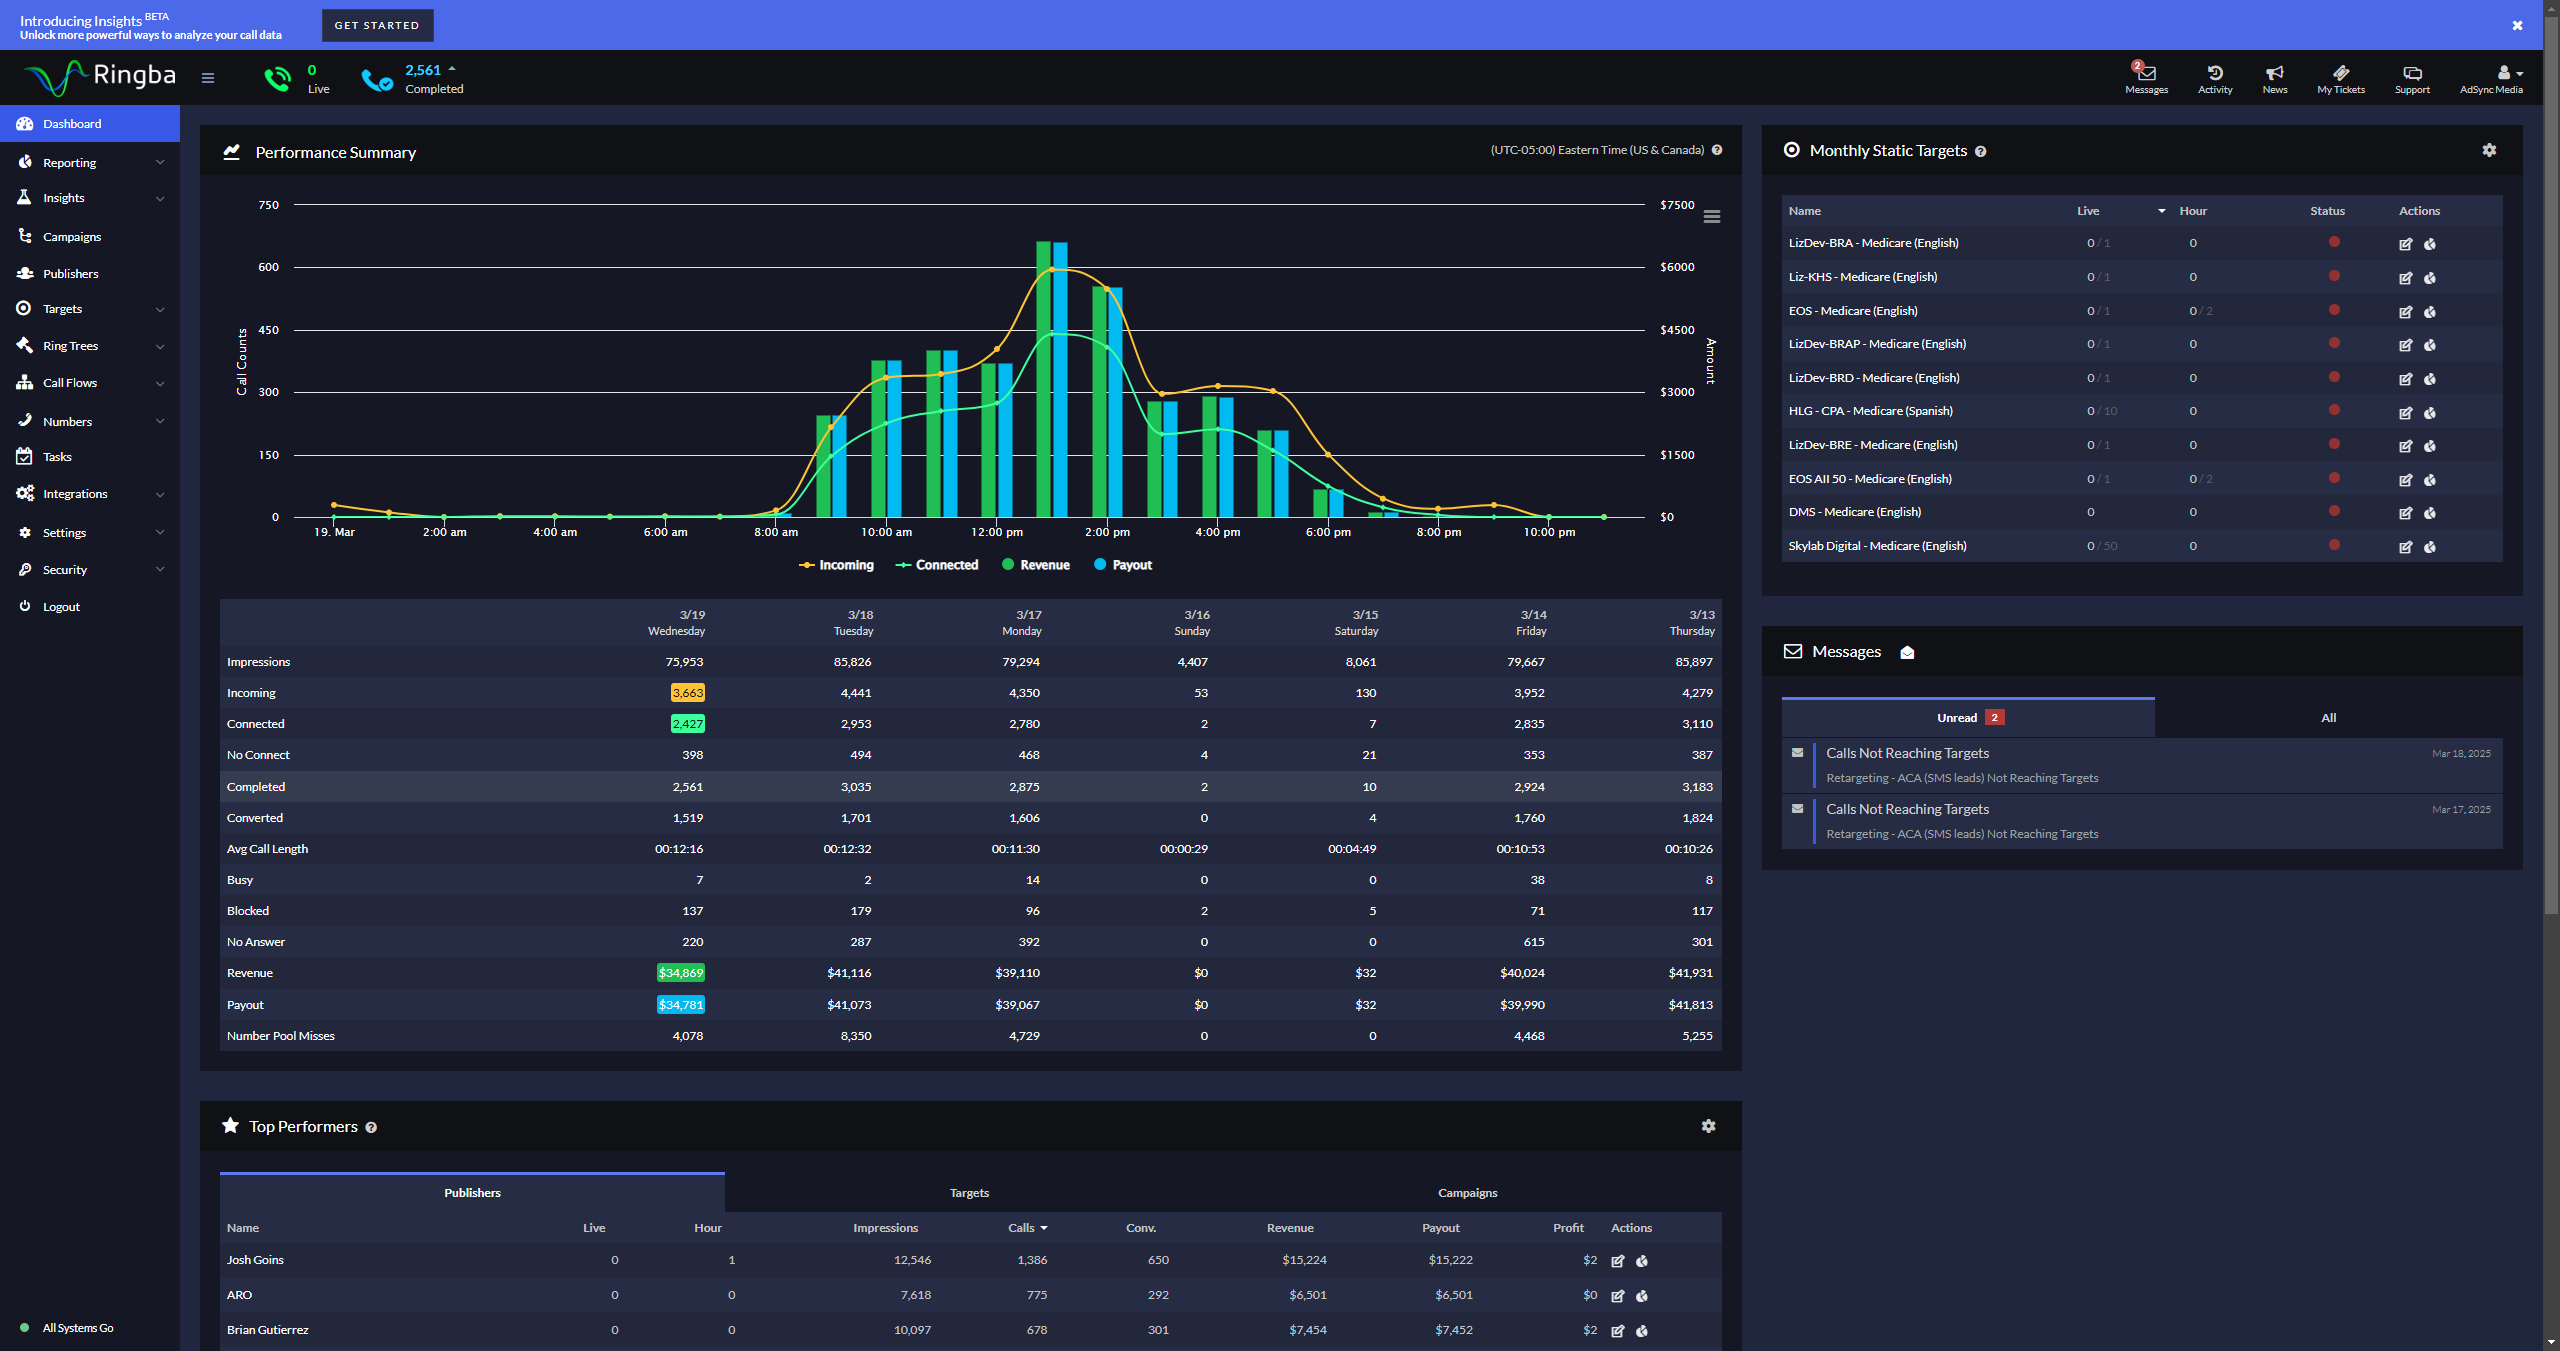 Introducing Insights BETA
Unlock more powerful ways to analyze your call data
GET STARTED
Ringba
0
Live
2,561
Completed
2
Messages
Activity
News
My Tickets
Support
AdSync Media
Dashboard
Reporting
Insights
Campaigns
Publishers
Targets
Ring Trees
Call Flows
Numbers
Tasks
Integrations
Settings
Security
Logout
All Systems Go
Performance Summary
(UTC-05:00) Eastern Time (US & Canada)
750 $7500
600 $6000
450 $4500
300 $3000
150 $1500
0 $0
Call Counts
Amount
19. Mar 2:00 am 4:00 am 6:00 am 8:00 am 10:00 am 12:00 pm 2:00 pm 4:00 pm 6:00 pm 8:00 pm 10:00 pm
Incoming Connected Revenue Payout
3/19 3/18 3/17 3/16 3/15 3/14 3/13
Wednesday Tuesday Monday Sunday Saturday Friday Thursday
Impressions 75,953 85,826 79,294 4,407 8,061 79,667 85,897
Incoming 3,663 4,441 4,350 53 130 3,952 4,279
Connected 2,427 2,953 2,780 2 7 2,835 3,110
No Connect 398 494 468 4 21 353 387
Completed 2,561 3,035 2,875 2 10 2,924 3,183
Converted 1,519 1,701 1,606 0 4 1,760 1,824
Avg Call Length 00:12:16 00:12:32 00:11:30 00:00:29 00:04:49 00:10:53 00:10:26
Busy 7 2 14 0 0 38 8
Blocked 137 179 96 2 5 71 117
No Answer 220 287 392 0 0 615 301
Revenue $34,869 $41,116 $39,110 $0 $32 $40,024 $41,931
Payout $34,781 $41,073 $39,067 $0 $32 $39,990 $41,813
Number Pool Misses 4,078 8,350 4,729 0 0 4,468 5,255
Top Performers
Publishers Targets Campaigns
Name Live Hour Impressions Calls Conv. Revenue Payout Profit Actions
Josh Goins 0 1 12,546 1,386 650 $15,224 $15,222 $2
ARO 0 0 7,618 775 292 $6,501 $6,501 $0
Brian Gutierrez 0 0 10,097 678 301 $7,454 $7,452 $2
Monthly Static Targets
Name Live Hour Status Actions
LizDev-BRA - Medicare (English) 0 / 1 0
Liz-KHS - Medicare (English) 0 / 1 0
EOS - Medicare (English) 0 / 1 0 / 2
LizDev-BRAP - Medicare (English) 0 / 1 0
LizDev-BRD - Medicare (English) 0 / 1 0
HLG - CPA - Medicare (Spanish) 0 / 10 0
LizDev-BRE - Medicare (English) 0 / 1 0
EOS All 50 - Medicare (English) 0 / 1 0 / 2
DMS - Medicare (English) 0 0
Skylab Digital - Medicare (English) 0 / 50 0
Messages
Unread 2 All
Calls Not Reaching Targets Mar 18, 2025
Retargeting - ACA (SMS leads) Not Reaching Targets
Calls Not Reaching Targets Mar 17, 2025
Retargeting - ACA (SMS leads) Not Reaching Targets